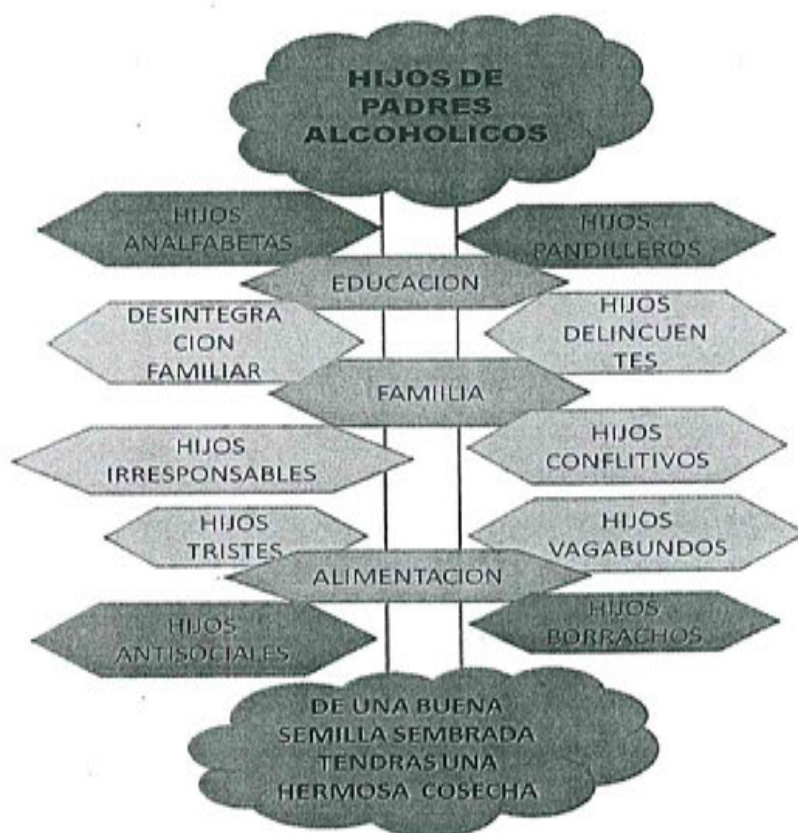 HIJOS DE
PADRES
ALCOHOLICOS
HIJOS
ANALFABETAS
HIJOS
PANDILLEROS
EDUCACION
DESINTEGRA
CION
FAMILIAR
HIJOS
DELINCUEN
TES
FAMIILIA
HIJOS
IRRESPONSABLES
HIJOS
CONFLITIVOS
HIJOS
TRISTES
HIJOS
VAGABUNDOS
ALIMENTACION
HIJOS
ANTISOCIALES
HIJOS
BORRACHOS
DE UNA BUENA
SEMILLA SEMBRADA
TENDRAS UNA
HERMOSA COSECHA